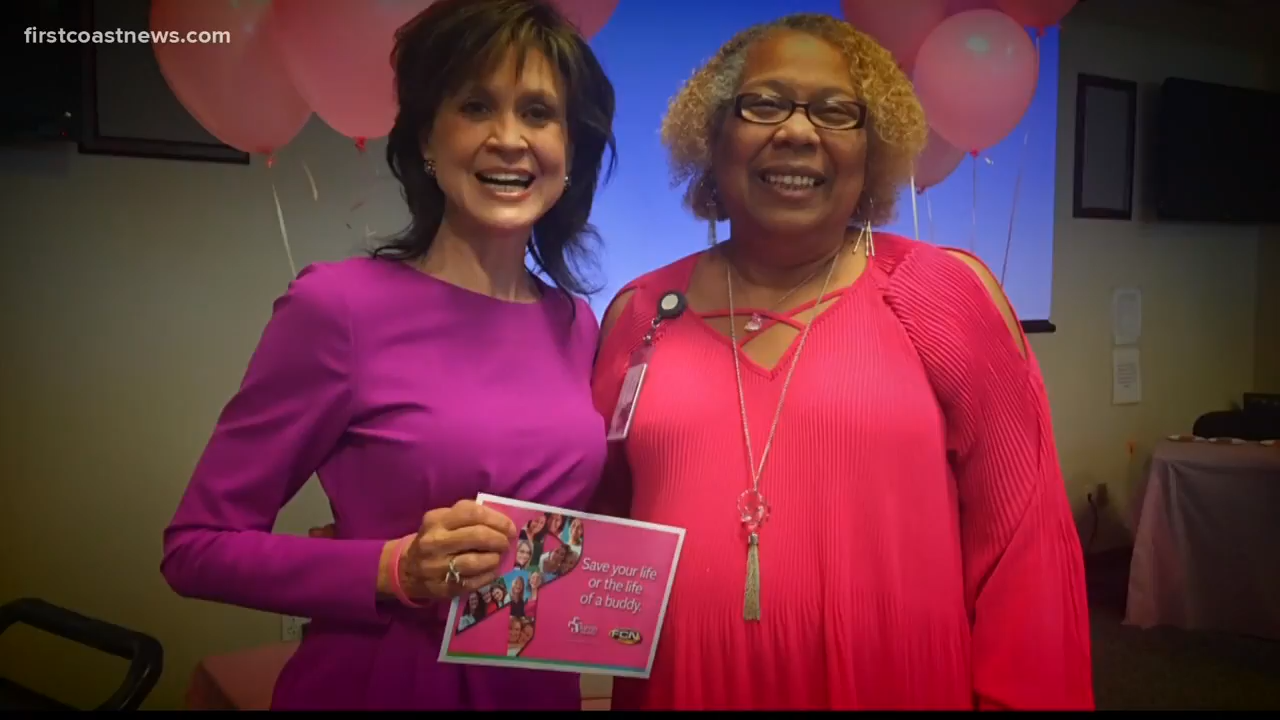 firstcoastnews.com
Save your life
or the life
of a buddy.
FCN